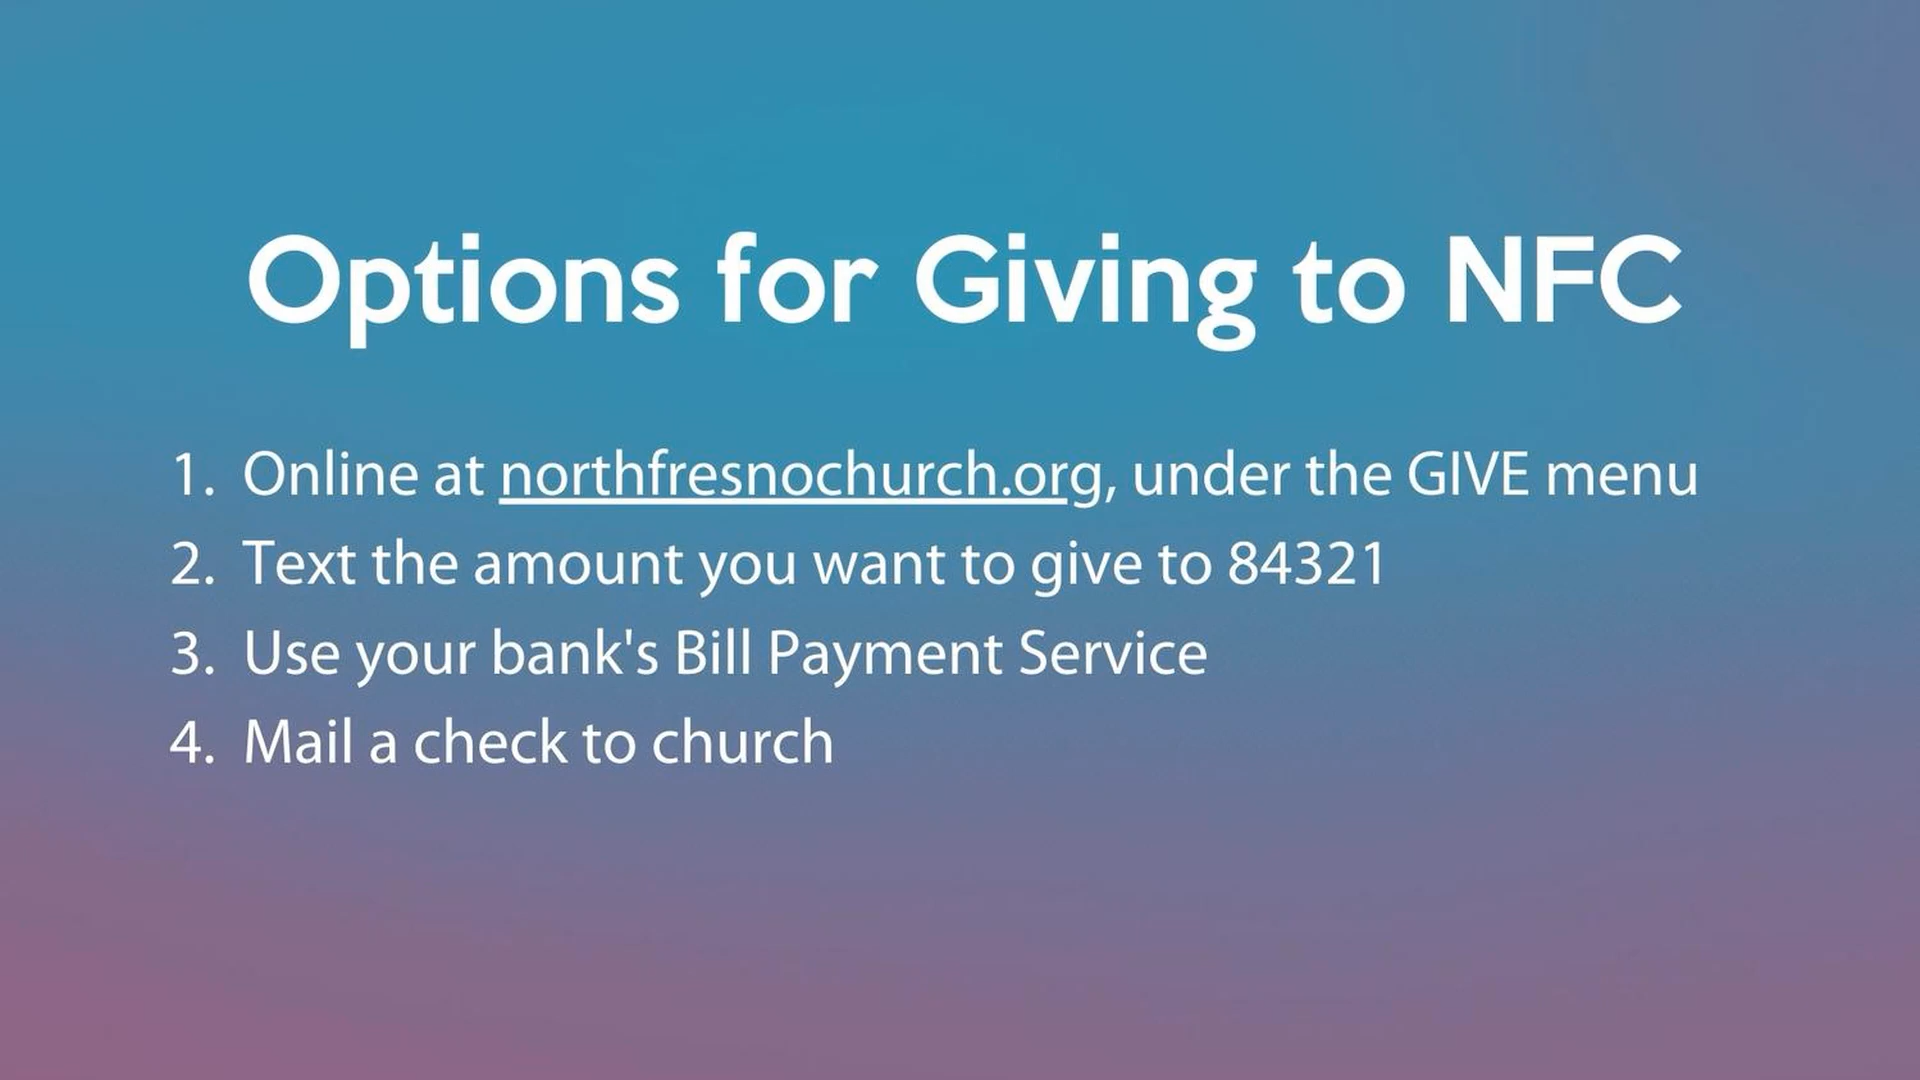 Options for Giving to NFC
1. Online at northfresnochurch.org, under the GIVE menu
2. Text the amount you want to give to 84321
3. Use your bank's Bill Payment Service
4. Mail a check to church